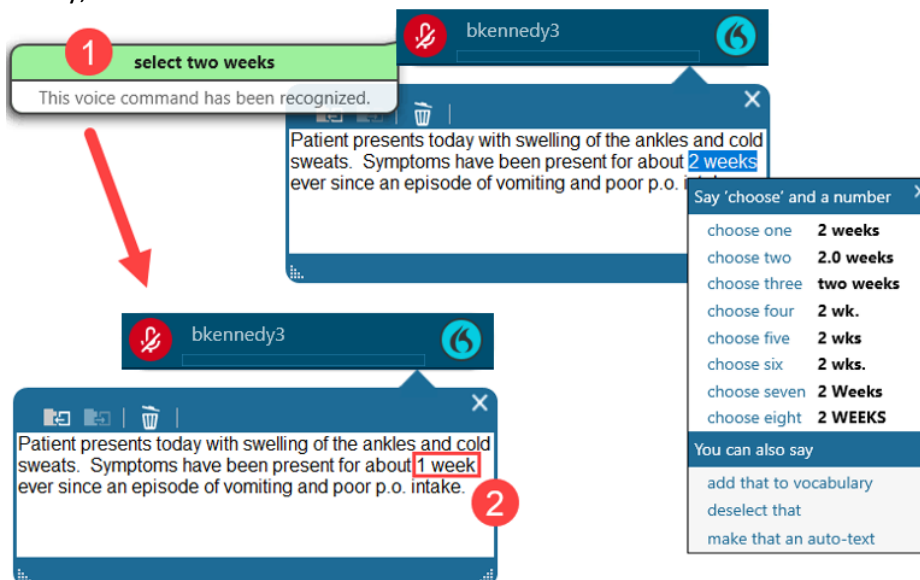 bkennedy3
1
select two weeks
This voice command has been recognized.
Patient presents today with swelling of the ankles and cold
sweats.  Symptoms have been present for about 2 weeks
ever since an episode of vomiting and poor p.o.
Say 'choose' and a number
choose one 2 weeks
choose two 2.0 weeks
choose three two weeks
choose four 2 wk.
choose five 2 wks
choose six 2 wks.
choose seven 2 Weeks
choose eight 2 WEEKS
You can also say
add that to vocabulary
deselect that
make that an auto-text
bkennedy3
Patient presents today with swelling of the ankles and cold
sweats.  Symptoms have been present for about 1 week
ever since an episode of vomiting and poor p.o. intake.
2